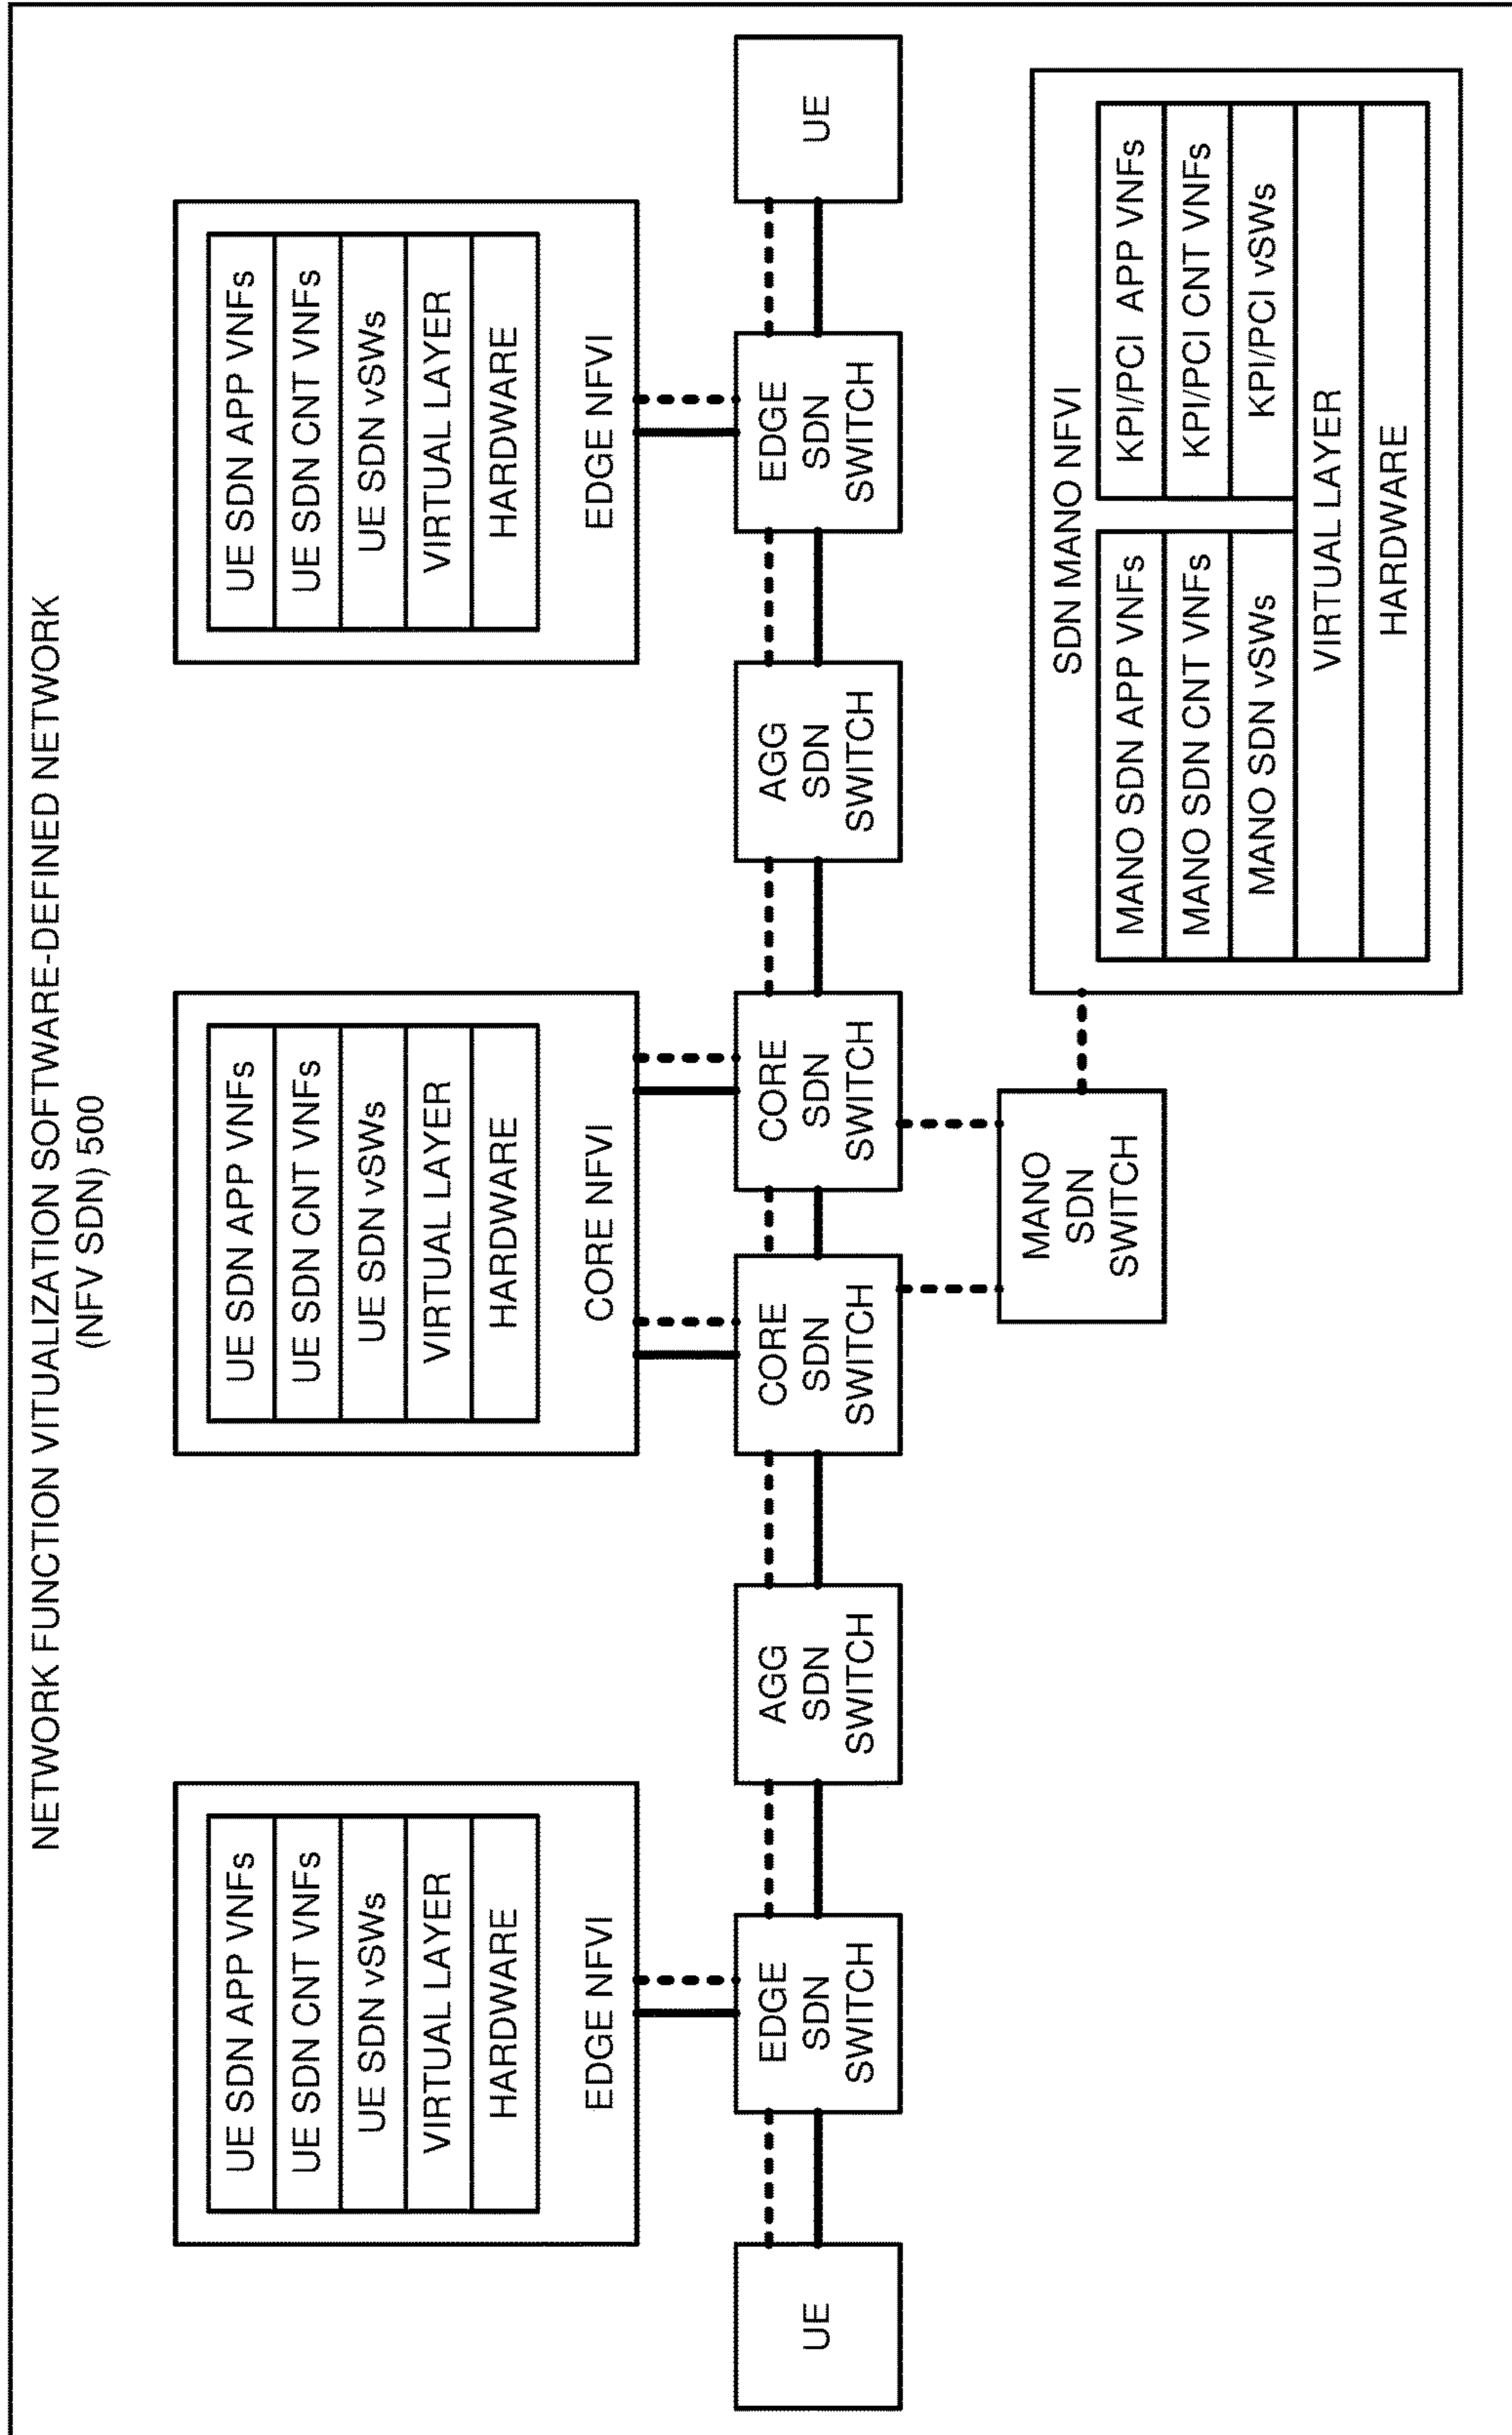 NETWORK FUNCTION VITUALIZATION SOFTWARE-DEFINED NETWORK
(NFV SDN) 500
UE SDN APP VNFs
UE SDN CNT VNFs
UE SDN vSWs
VIRTUAL LAYER
HARDWARE
EDGE NFVI
UE SDN APP VNFs
UE SDN CNT VNFs
UE SDN vSWs
VIRTUAL LAYER
HARDWARE
CORE NFVI
UE SDN APP VNFs
UE SDN CNT VNFs
UE SDN vSWs
VIRTUAL LAYER
HARDWARE
EDGE NFVI
UE
EDGE
SDN
SWITCH
AGG
SDN
SWITCH
CORE
SDN
SWITCH
CORE
SDN
SWITCH
AGG
SDN
SWITCH
EDGE
SDN
SWITCH
UE
MANO
SDN
SWITCH
SDN MANO NFVI
MANO SDN APP VNFs
MANO SDN CNT VNFs
MANO SDN vSWs
KPI/PCI APP VNFs
KPI/PCI CNT VNFs
KPI/PCI vSWs
VIRTUAL LAYER
HARDWARE